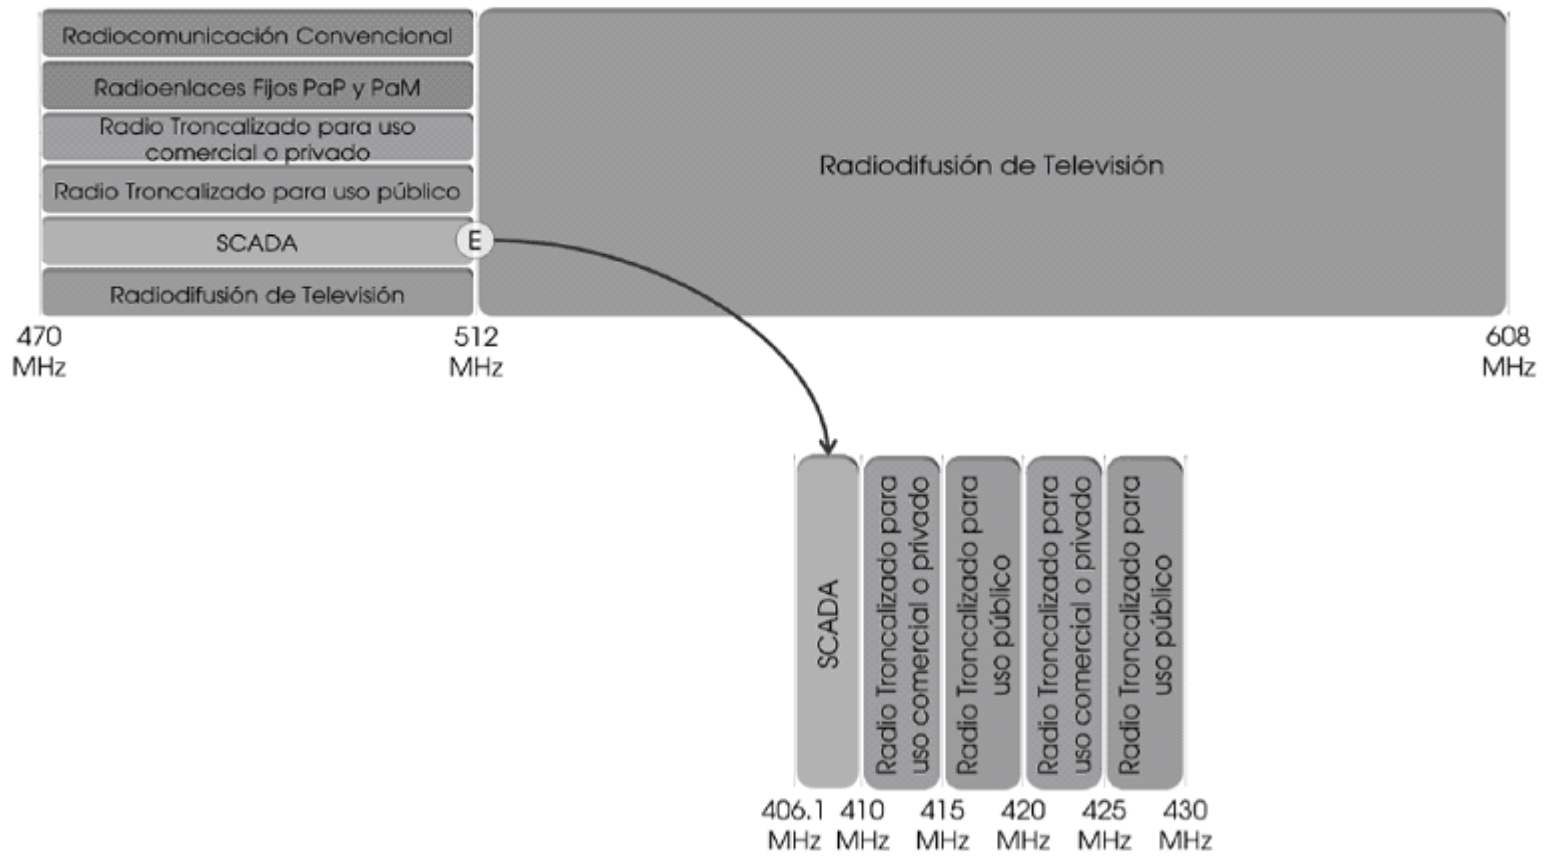 Radiocomunicación Convencional
Radioenlaces Fijos PaP y PaM
Radio Troncalizado para uso
comercial o privado
Radio Troncalizado para uso público
SCADA
E
Radiodifusión de Televisión
Radiodifusión de Televisión
470
MHz
512
MHz
608
MHz
SCADA
Radio Troncalizado para
uso comercial o privado
Radio Troncalizado para
uso público
Radio Troncalizado para
uso comercial o privado
Radio Troncalizado para
uso público
406.1
MHz
410
MHz
415
MHz
420
MHz
425
MHz
430
MHz